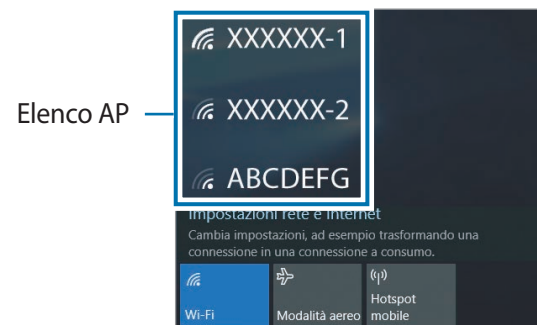 XXXXXX-1
Elenco AP
XXXXXX-2
ABCDEFG
Impostazioni rete e Internet
Cambia impostazioni, ad esempio trasformando una
connessione in una connessione a consumo.
Wi-Fi
Modalità aereo
Hotspot
mobile